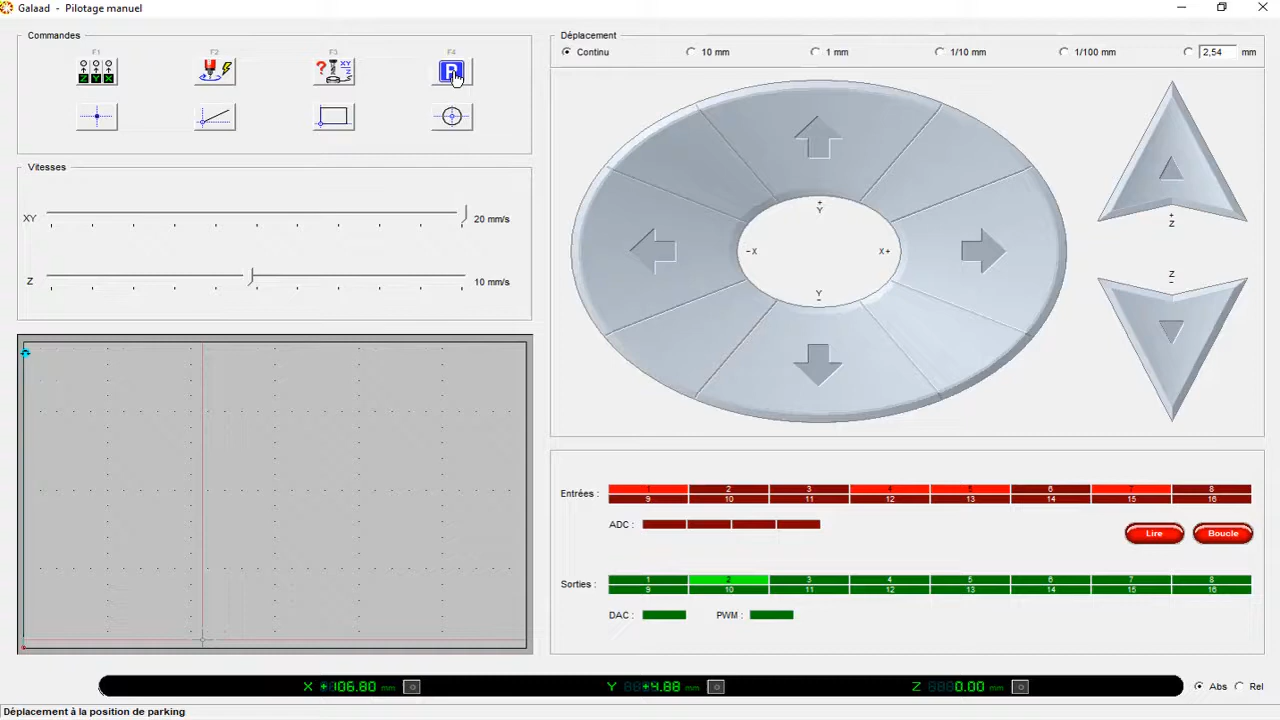 Galaad - Pilotage manuel
Commandes
F1 F2 F3 F4
Z Y X
? XYZ
P
Vitesses
XY 20 mm/s
Z 10 mm/s
Déplacement
Continu 10 mm 1 mm 1/10 mm 1/100 mm 2,54 mm
+
Y
-X X+
Y
-
+
Z
Z
-
Entrées : 1 2 3 4 5 6 7 8
9 10 11 12 13 14 15 16
ADC :
Lire Boucle
Sorties : 1 2 3 4 5 6 7 8
9 10 11 12 13 14 15 16
DAC : PWM :
X +106.80 mm Y +4.88 mm Z 0.00 mm Abs Rel
Déplacement à la position de parking